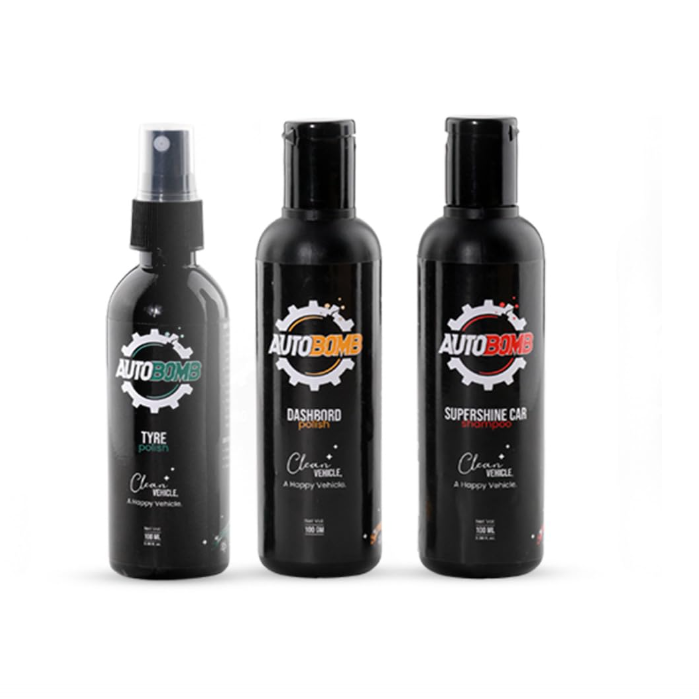 AUTOBOMB
TYRE
polish
Clean
VEHICLE.
A Happy Vehicle.
100 ML
AUTOBOMB
DASHBORD
polish
Clean
VEHICLE.
A Happy Vehicle.
100 GM
AUTOBOMB
SUPERSHINE CAR
shampoo
Clean
VEHICLE.
A Happy Vehicle.
100 ML